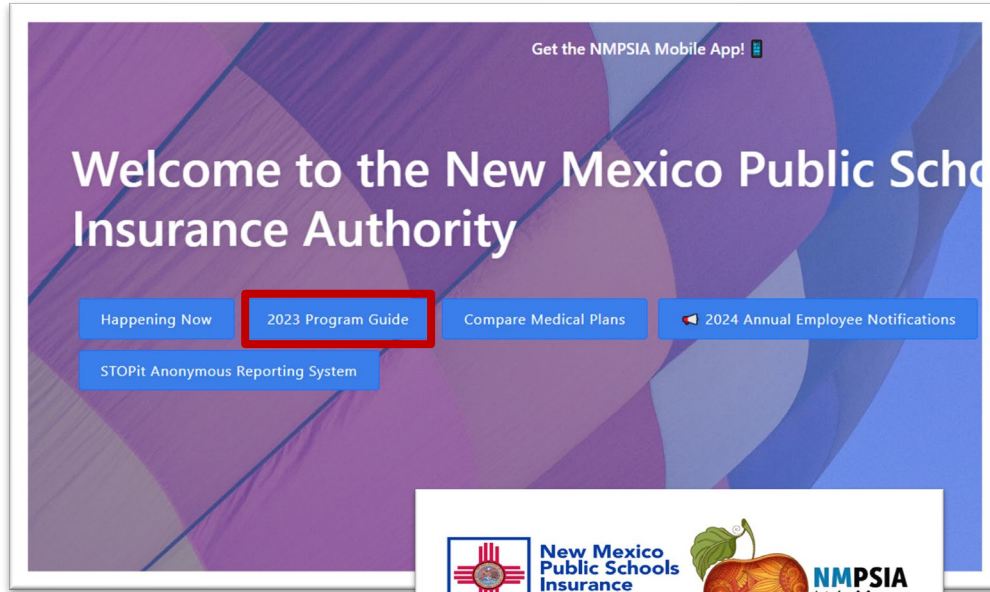 Get the NMPSIA Mobile App!
Welcome to the New Mexico Public Scho
Insurance Authority
Happening Now
2023 Program Guide
Compare Medical Plans
2024 Annual Employee Notifications
STOPit Anonymous Reporting System
New Mexico
Public Schools
Insurance
NMPSIA